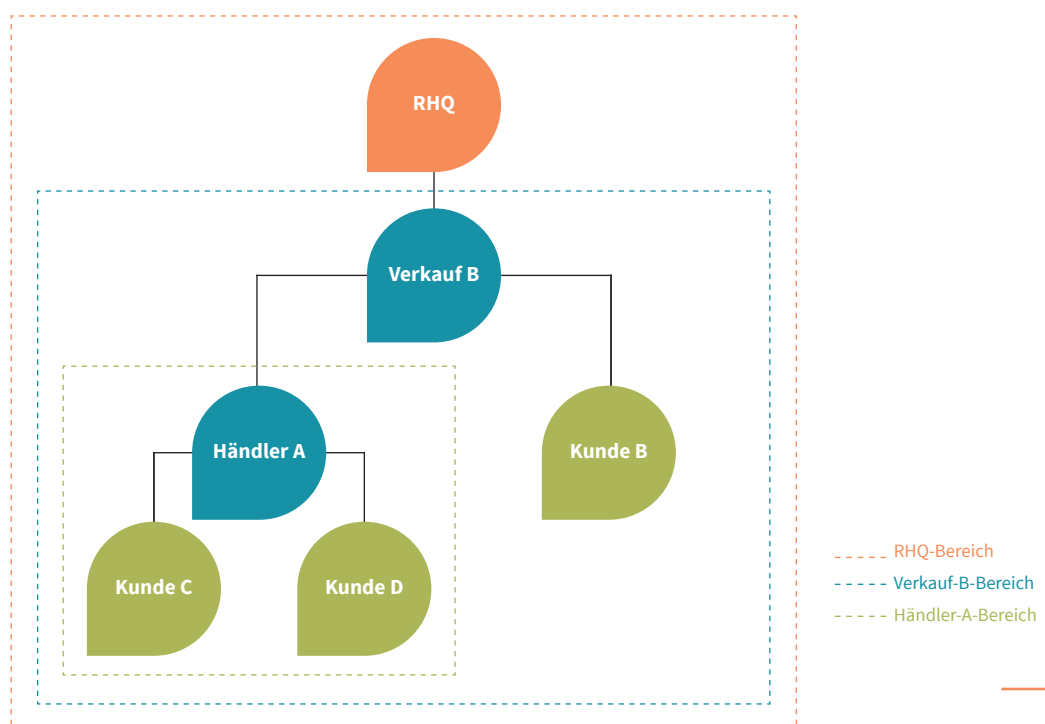 RHQ
Verkauf B
Händler A
Kunde B
Kunde C
Kunde D
RHQ-Bereich
Verkauf-B-Bereich
Händler-A-Bereich